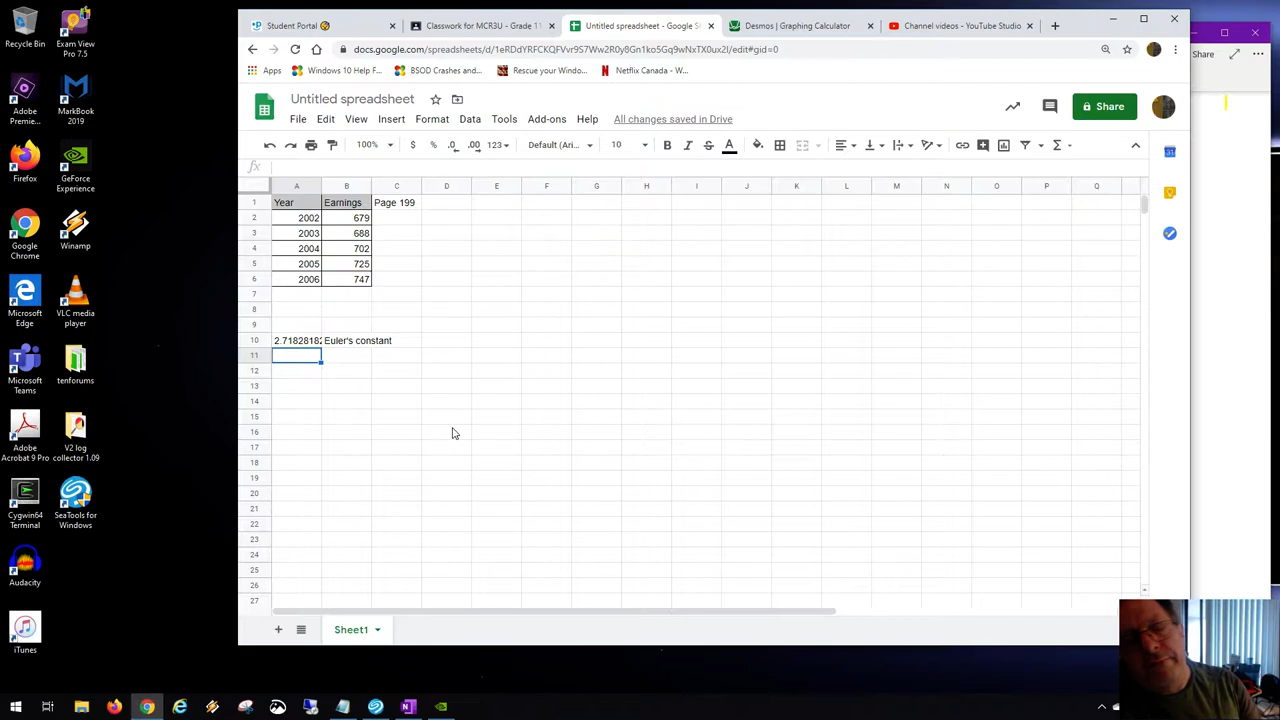 Student Portal
Classwork for MCR3U - Grade 11
Untitled spreadsheet - Google S
Desmos | Graphing Calculator
Channel videos - YouTube Studio
docs.google.com/spreadsheets/d/1eRDdYRFCKQFVvr9S7Ww2R0y8Gn1ko5Gq9wNxTX0ux2I/edit#gid=0
Share
Apps
Windows 10 Help F...
BSOD Crashes and...
Rescue your Windo...
Netflix Canada - W...
Untitled spreadsheet
Share
File Edit View Insert Format Data Tools Add-ons Help All changes saved in Drive
100% $ % .0 .00 123 Default (Ari... 10 B I S A Σ
fx
A B C D E F G H I J K L M N O P Q
1 Year Earnings Page 199
2 2002 679
3 2003 688
4 2004 702
5 2005 725
6 2006 747
7
8
9
10 2.7182818 Euler's constant
11
12
13
14
15
16
17
18
19
20
21
22
23
24
25
26
27
Sheet1
Recycle Bin
Exam View
Pro 7.5
Adobe
Premie...
MarkBook
2019
Firefox
GeForce
Experience
Google
Chrome
Winamp
Microsoft
Edge
VLC media
player
Microsoft
Teams
tenforums
Adobe
Acrobat 9 Pro
V2 log
collector 1.09
Cygwin64
Terminal
SeaTools for
Windows
Audacity
iTunes